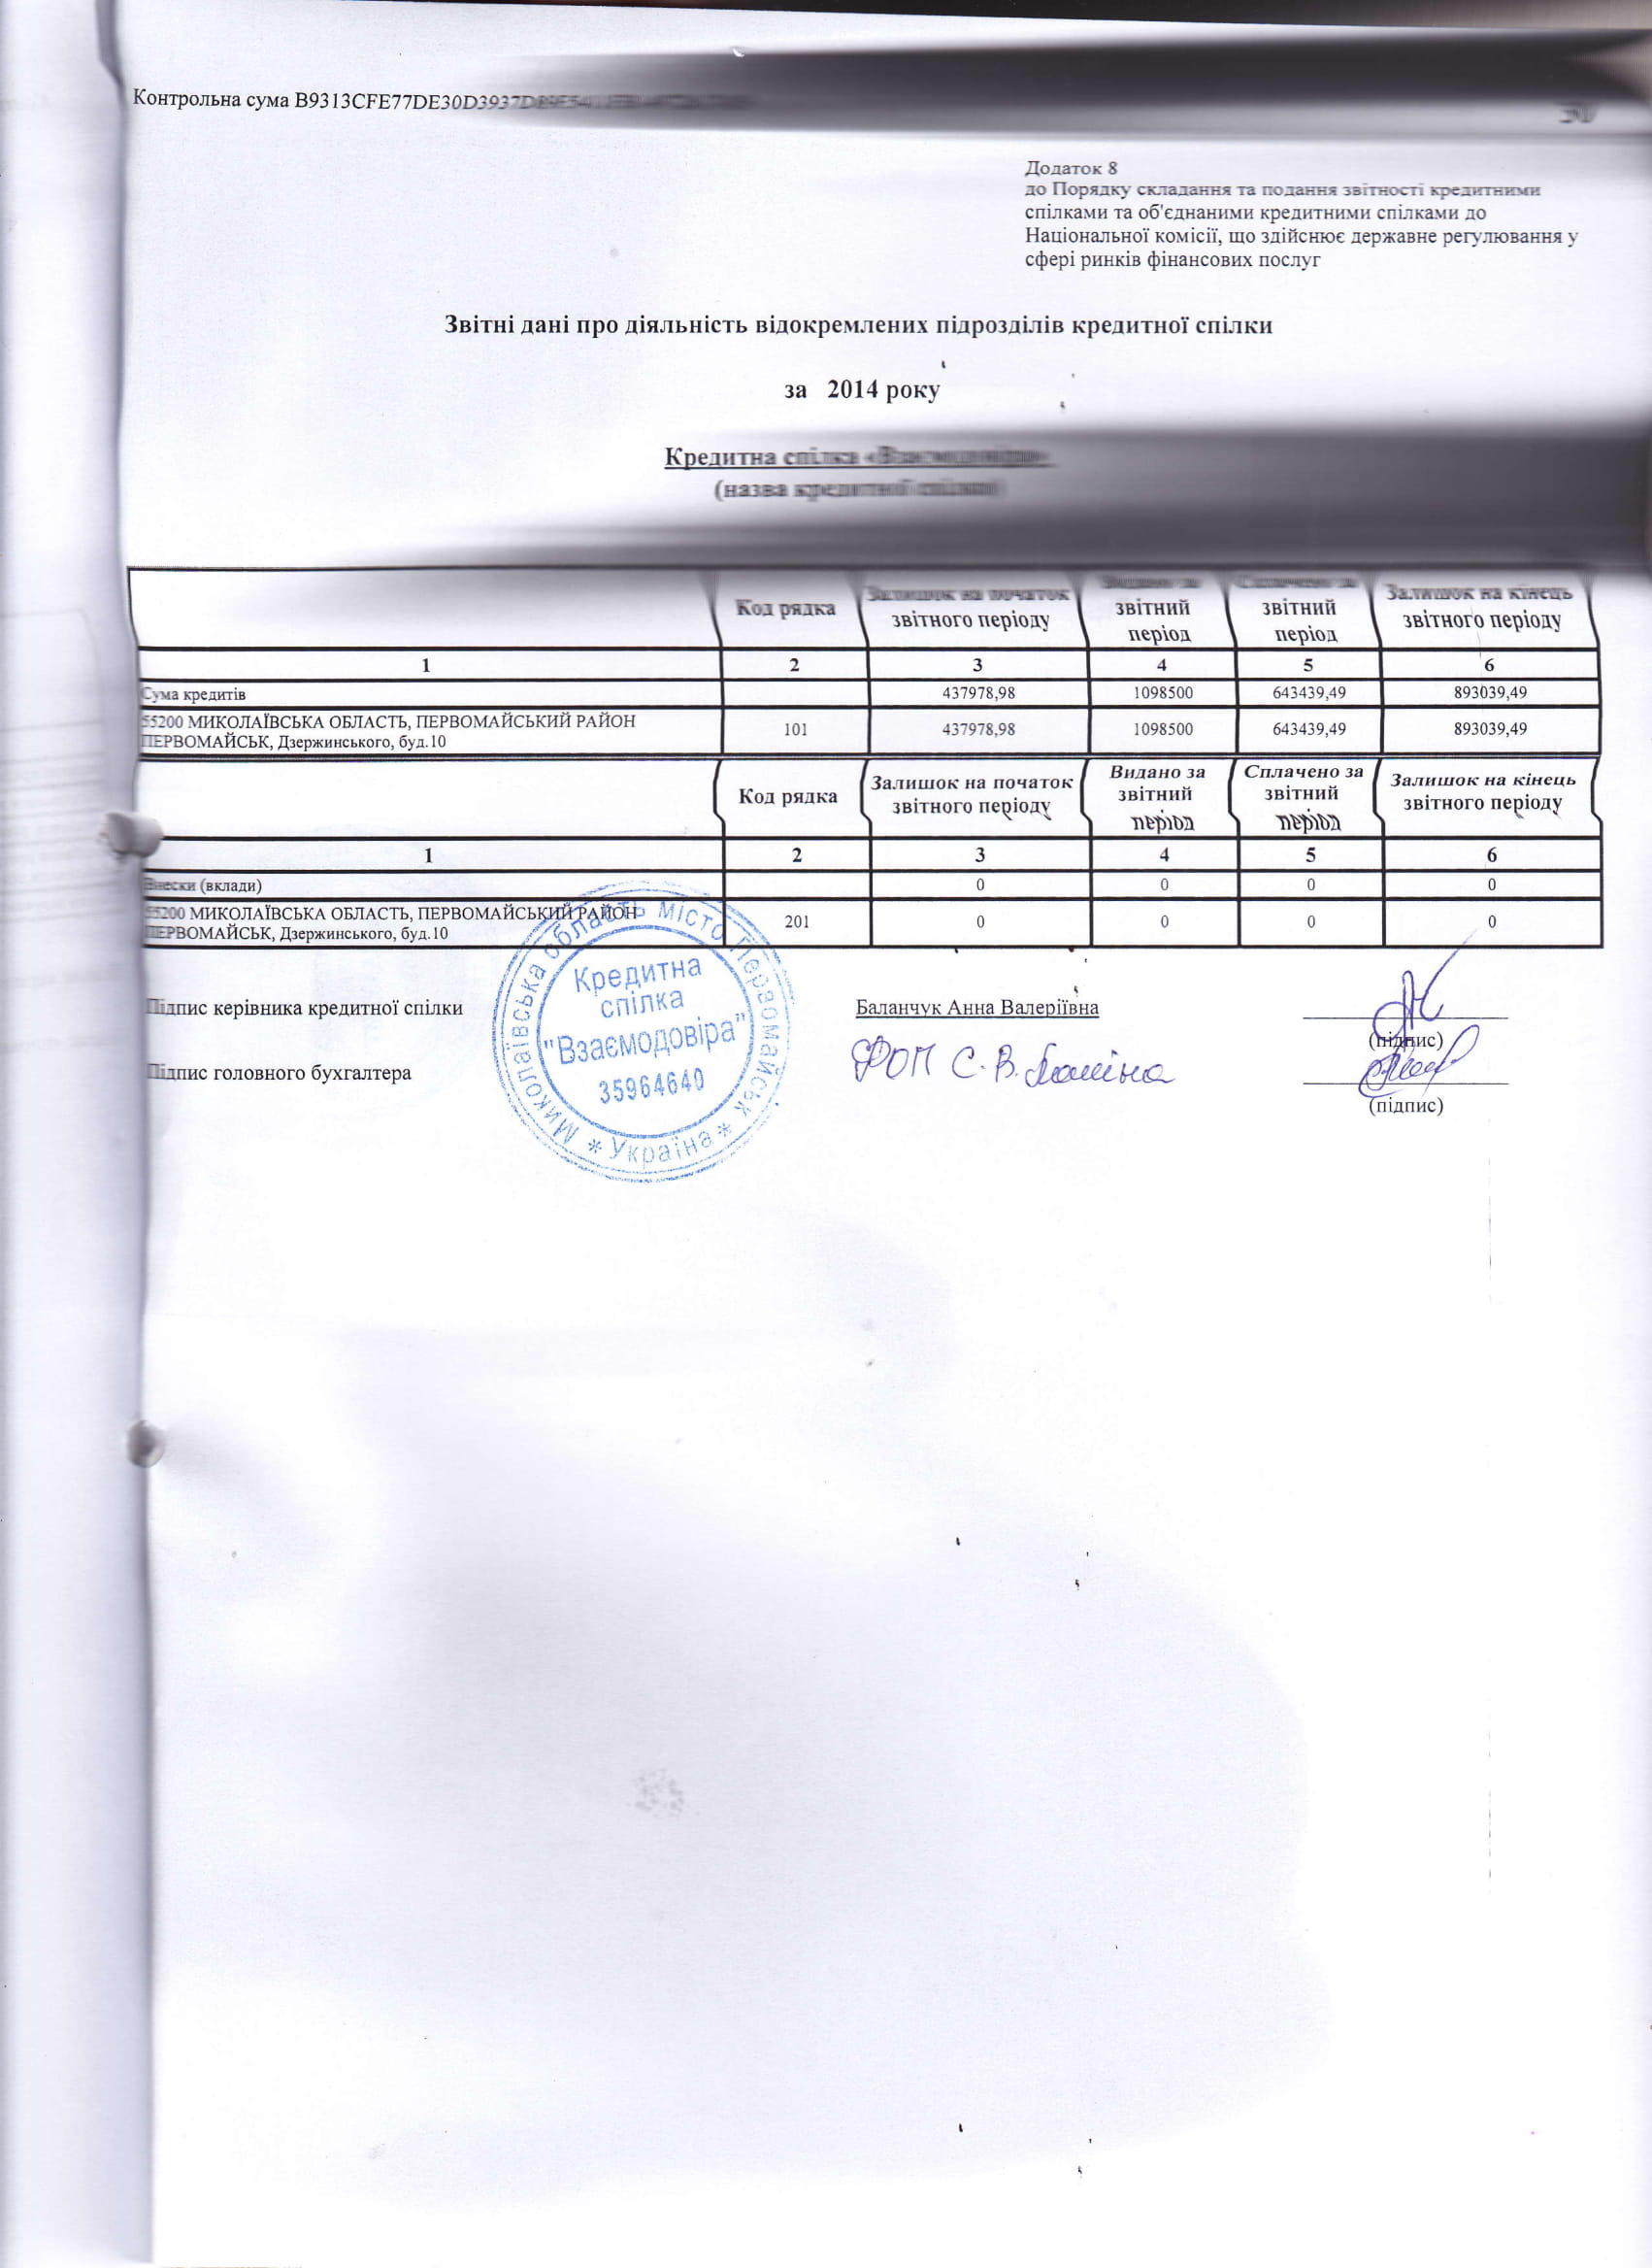 Контрольна сума B9313CFE77DE30D3937
Додаток 8
до Порядку складання та подання звітності кредитними
спілками та об'єднаними кредитними спілками до
Національної комісії, що здійснює державне регулювання у
сфері ринків фінансових послуг
Звітні дані про діяльність відокремлених підрозділів кредитної спілки
за 2014 року
Кредитна спілка «Взаємодовіра»
(назва кредитної спілки)
Код рядка Залишок на початок звітного періоду Видано за звітний період Сплачено за звітний період Залишок на кінець звітного періоду
1 2 3 4 5 6
Сума кредитів 437978,98 1098500 643439,49 893039,49
55200 МИКОЛАЇВСЬКА ОБЛАСТЬ, ПЕРВОМАЙСЬКИЙ РАЙОН
ПЕРВОМАЙСЬК, Дзержинського, буд.10 101 437978,98 1098500 643439,49 893039,49
Код рядка Залишок на початок звітного періоду Видано за звітний період Сплачено за звітний період Залишок на кінець звітного періоду
1 2 3 4 5 6
Внески (вклади) 0 0 0 0
55200 МИКОЛАЇВСЬКА ОБЛАСТЬ, ПЕРВОМАЙСЬКИЙ РАЙОН
ПЕРВОМАЙСЬК, Дзержинського, буд.10 201 0 0 0 0
Підпис керівника кредитної спілки Баланчук Анна Валеріївна
(підпис)
Підпис головного бухгалтера ФОП С.В.
(підпис)
Миколаївська область місто Первомайськ * Україна *
Кредитна
спілка
"Взаємодовіра"
35964640